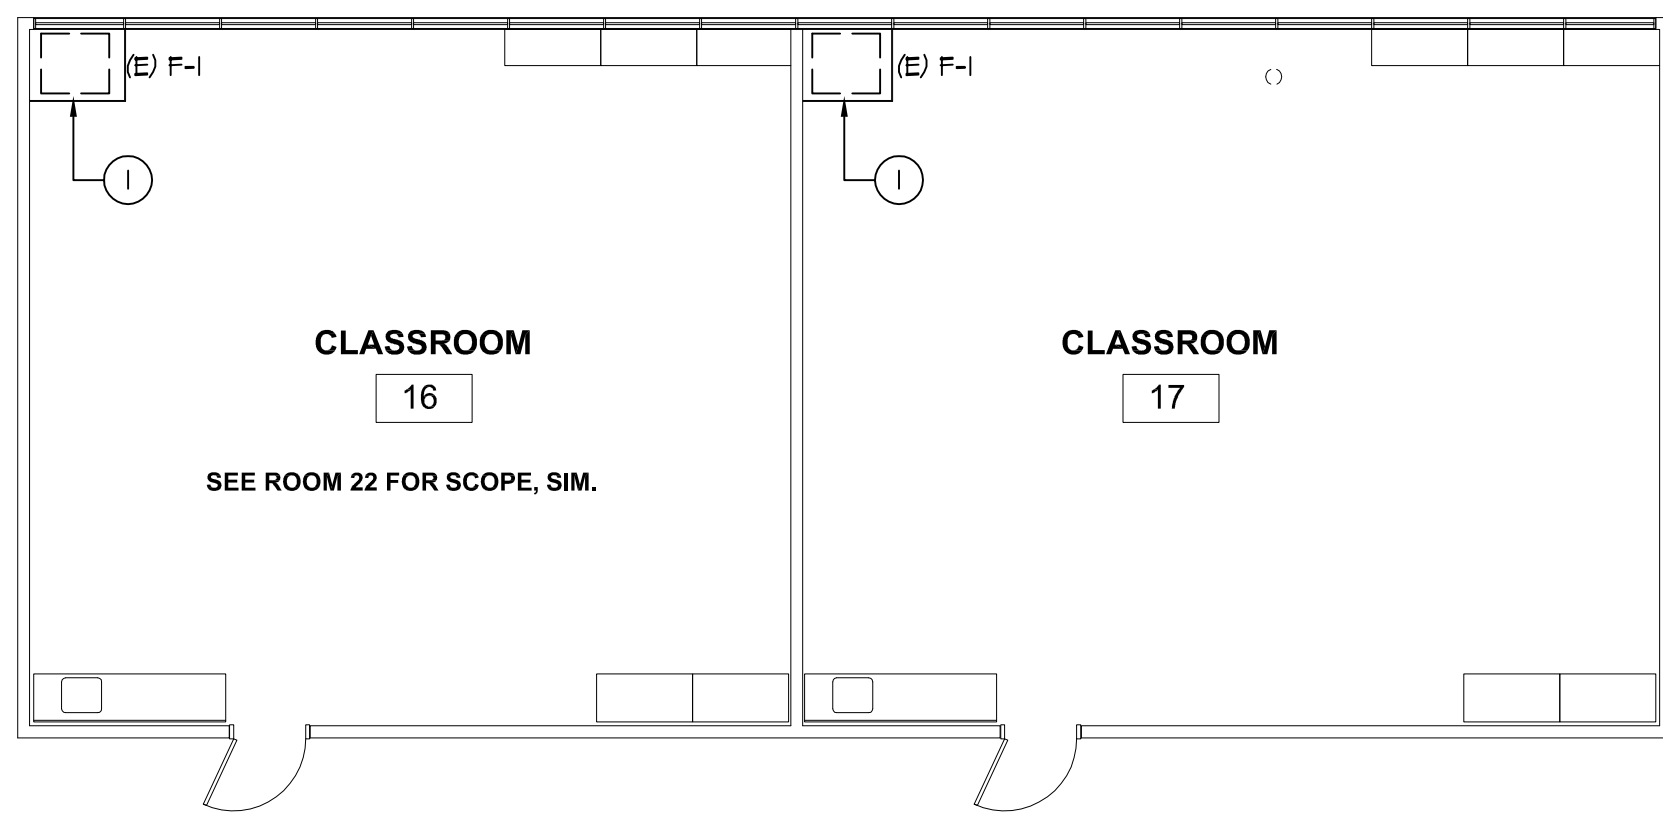 (E) F-1
(E) F-1
1
1
CLASSROOM
16
CLASSROOM
17
SEE ROOM 22 FOR SCOPE, SIM.